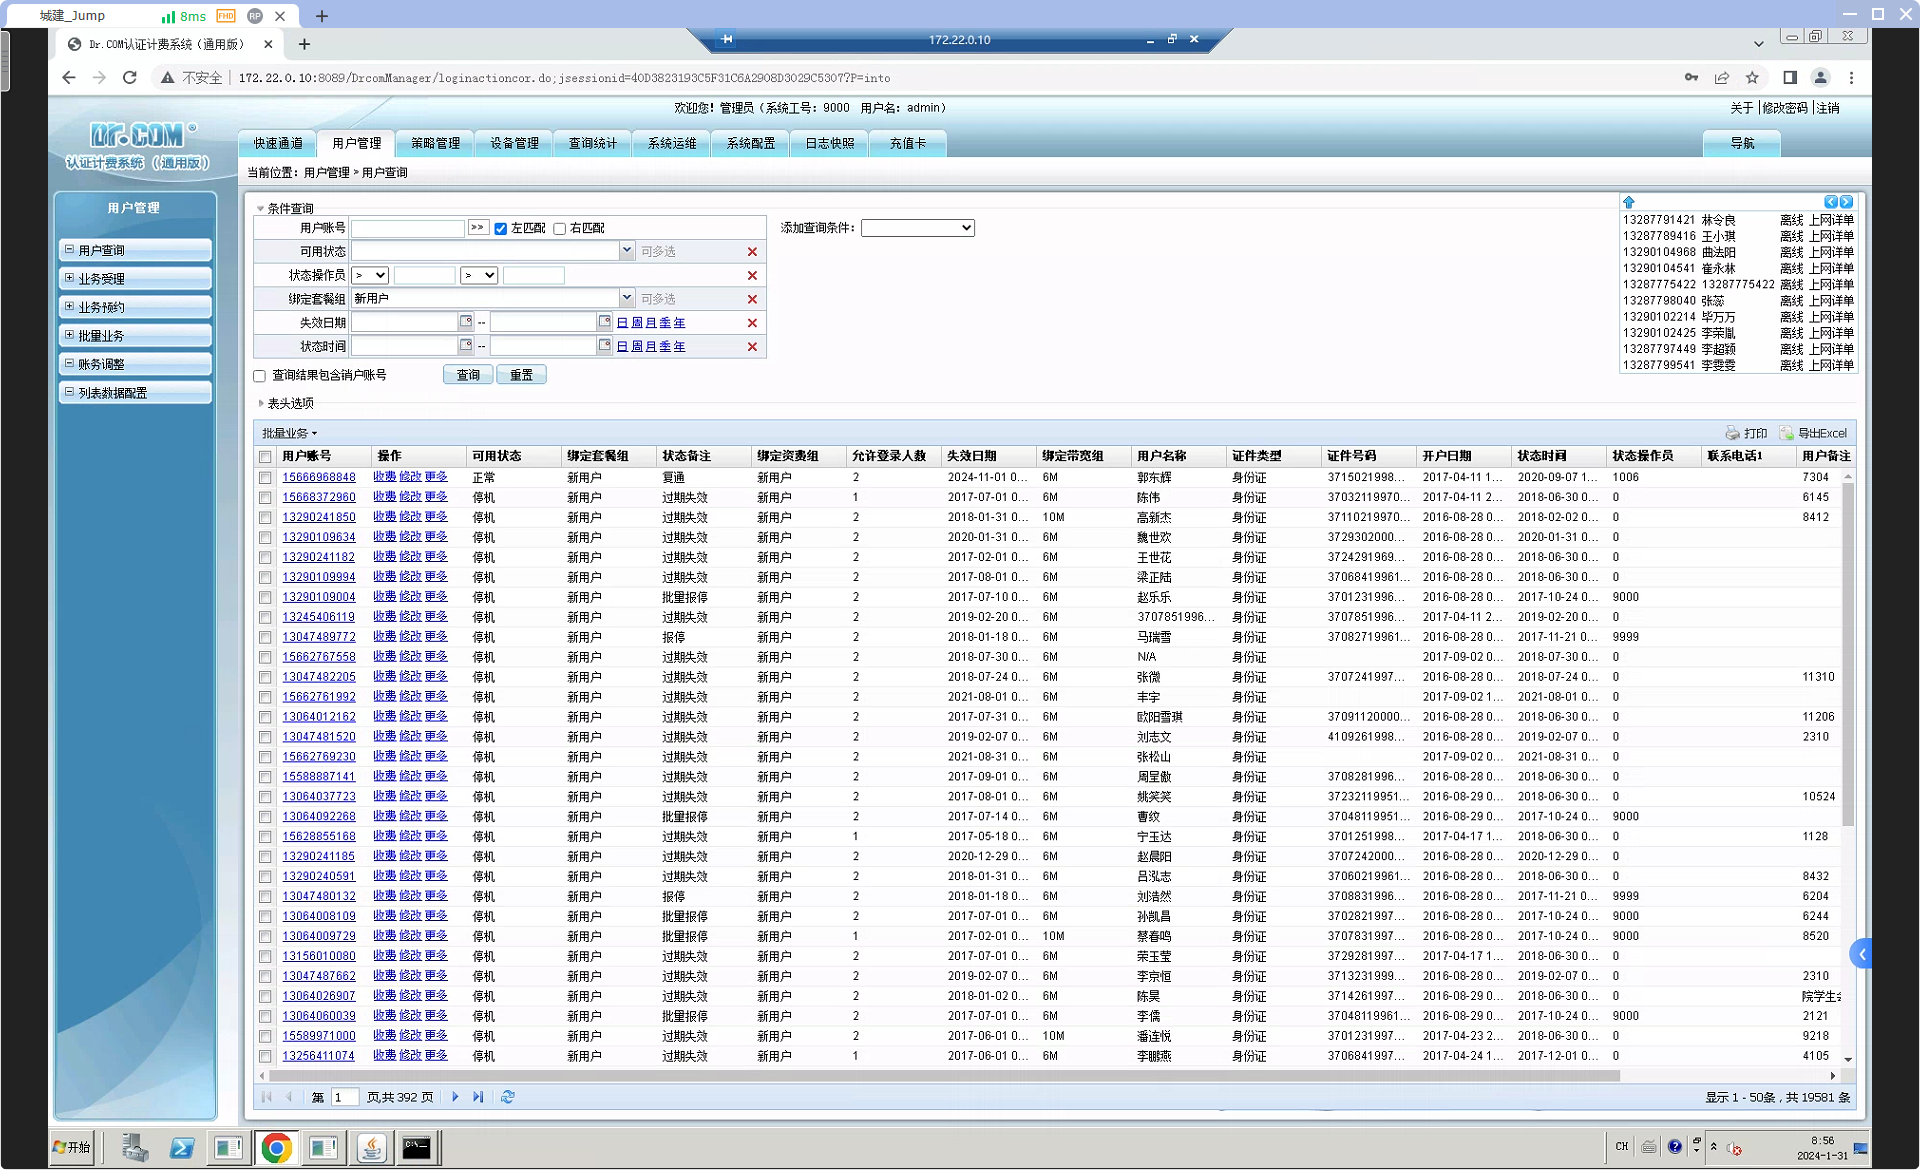 城建_Jump 8ms FHD RP
Dr.COM认证计费系统（通用版）
172.22.0.10
不安全 172.22.0.10:8089/DrcomManager/loginactioncor.do;jsessionid=40D3823193C5F31C6A2908D3029C5307?P=into
欢迎您！管理员（系统工号：9000 用户名：admin）
关于 | 修改密码 | 注销
Dr.COM®
认证计费系统（通用版）
快速通道 用户管理 策略管理 设备管理 查询统计 系统运维 系统配置 日志快照 充值卡 导航
当前位置：用户管理 » 用户查询
用户管理
用户查询
业务受理
业务预约
批量业务
账务调整
列表数据配置
条件查询
用户账号 >> 左匹配 右匹配 添加查询条件：
可用状态 可多选
状态操作员 > >
绑定套餐组 新用户 可多选
失效日期 -- 日 周 月 季 年
状态时间 -- 日 周 月 季 年
查询结果包含销户账号 查询 重置
表头选项
13287791421 林令良 离线 上网详单
13287789416 王小琪 离线 上网详单
13290104968 曲法阳 离线 上网详单
13290104541 崔永林 离线 上网详单
13287775422 13287775422 离线 上网详单
13287798040 张蕊 离线 上网详单
13290102214 毕万万 离线 上网详单
13290102425 李荣胤 离线 上网详单
13287797449 李超颖 离线 上网详单
13287799541 李雯雯 离线 上网详单
批量业务 打印 导出Excel
用户账号 操作 可用状态 绑定套餐组 状态备注 绑定资费组 允许登录人数 失效日期 绑定带宽组 用户名称 证件类型 证件号码 开户日期 状态时间 状态操作员 联系电话1 用户备注
15666968848 收费 修改 更多 正常 新用户 复通 新用户 2 2024-11-01 0... 6M 郭东辉 身份证 3715021998... 2017-04-11 1... 2020-09-07 1... 1006 7304
15668372960 收费 修改 更多 停机 新用户 过期失效 新用户 1 2017-07-01 0... 6M 陈伟 身份证 37032119970... 2017-04-11 2... 2018-06-30 0... 0 6145
13290241850 收费 修改 更多 停机 新用户 过期失效 新用户 2 2018-01-31 0... 10M 高新杰 身份证 37110219970... 2016-08-28 0... 2018-02-02 0... 0 8412
13290109634 收费 修改 更多 停机 新用户 过期失效 新用户 2 2020-01-31 0... 6M 魏世欢 身份证 3729302000... 2016-08-28 0... 2020-01-31 0... 0
13290241182 收费 修改 更多 停机 新用户 过期失效 新用户 2 2017-02-01 0... 6M 王世花 身份证 3724291969... 2016-08-28 0... 2018-06-30 0... 0
13290109994 收费 修改 更多 停机 新用户 过期失效 新用户 2 2017-08-01 0... 6M 梁正陆 身份证 37068419961... 2016-08-28 0... 2018-06-30 0... 0
13290109004 收费 修改 更多 停机 新用户 批量报停 新用户 2 2017-07-10 0... 6M 赵乐乐 身份证 3701231996... 2016-08-28 0... 2017-10-24 0... 9000
13245406119 收费 修改 更多 停机 新用户 过期失效 新用户 2 2019-02-20 0... 6M 3707851996... 身份证 3707851996... 2017-04-11 2... 2019-02-20 0... 0
13047489772 收费 修改 更多 停机 新用户 报停 新用户 2 2018-01-18 0... 6M 马瑞雪 身份证 37082719961... 2016-08-28 0... 2017-11-21 0... 9999
15662767558 收费 修改 更多 停机 新用户 过期失效 新用户 2 2018-07-30 0... 6M N/A 身份证 2017-09-02 0... 2018-07-30 0... 0
13047482205 收费 修改 更多 停机 新用户 过期失效 新用户 2 2018-07-24 0... 6M 张微 身份证 3707241997... 2016-08-28 0... 2018-07-24 0... 0 11310
15662761992 收费 修改 更多 停机 新用户 过期失效 新用户 2 2021-08-01 0... 6M 丰宇 身份证 2017-09-02 1... 2021-08-01 0... 0
13064012162 收费 修改 更多 停机 新用户 过期失效 新用户 2 2017-07-31 0... 6M 欧阳雪琪 身份证 37091120000... 2016-08-28 0... 2018-06-30 0... 0 11206
13047481520 收费 修改 更多 停机 新用户 过期失效 新用户 2 2019-02-07 0... 6M 刘志文 身份证 4109261998... 2016-08-28 0... 2019-02-07 0... 0 2310
15662769230 收费 修改 更多 停机 新用户 过期失效 新用户 2 2021-08-31 0... 6M 张松山 身份证 2017-09-02 0... 2021-08-31 0... 0
15588887141 收费 修改 更多 停机 新用户 过期失效 新用户 2 2017-09-01 0... 6M 周呈傲 身份证 3708281996... 2016-08-28 0... 2018-06-30 0... 0
13064037723 收费 修改 更多 停机 新用户 过期失效 新用户 2 2017-08-01 0... 6M 姚笑笑 身份证 37232119951... 2016-08-29 0... 2018-06-30 0... 0 10524
13064092268 收费 修改 更多 停机 新用户 批量报停 新用户 2 2017-07-14 0... 6M 曹纹 身份证 37048119951... 2016-08-29 0... 2017-10-24 0... 9000
15628855168 收费 修改 更多 停机 新用户 过期失效 新用户 1 2017-05-18 0... 6M 宁玉达 身份证 3701251998... 2017-04-17 1... 2018-06-30 0... 0 1128
13290241185 收费 修改 更多 停机 新用户 过期失效 新用户 2 2020-12-29 0... 6M 赵晨阳 身份证 3707242000... 2016-08-28 0... 2020-12-29 0... 0
13290240591 收费 修改 更多 停机 新用户 过期失效 新用户 2 2018-01-31 0... 6M 吕泓志 身份证 37060219961... 2016-08-28 0... 2018-06-30 0... 0 8432
13047480132 收费 修改 更多 停机 新用户 报停 新用户 2 2018-01-18 0... 6M 刘浩然 身份证 3708831996... 2016-08-28 0... 2017-11-21 0... 9999 6204
13064008109 收费 修改 更多 停机 新用户 批量报停 新用户 2 2017-07-01 0... 6M 孙凯昌 身份证 3702821997... 2016-08-28 0... 2017-10-24 0... 9000 6244
13064009729 收费 修改 更多 停机 新用户 批量报停 新用户 1 2017-02-01 0... 10M 蔡春鸣 身份证 3707831997... 2016-08-28 0... 2017-10-24 0... 9000 8520
13156010080 收费 修改 更多 停机 新用户 过期失效 新用户 2 2017-07-01 0... 6M 荣玉莹 身份证 3729281997... 2017-04-17 1... 2018-06-30 0... 0
13047487662 收费 修改 更多 停机 新用户 过期失效 新用户 2 2019-02-07 0... 6M 李京恒 身份证 3713231999... 2016-08-28 0... 2019-02-07 0... 0 2310
13064026907 收费 修改 更多 停机 新用户 过期失效 新用户 2 2018-01-02 0... 6M 陈昊 身份证 3714261997... 2016-08-29 0... 2018-06-30 0... 0 院学生会
13064060039 收费 修改 更多 停机 新用户 批量报停 新用户 2 2017-07-01 0... 6M 李儒 身份证 37048119961... 2016-08-29 0... 2017-10-24 0... 9000 2121
15589971000 收费 修改 更多 停机 新用户 过期失效 新用户 2 2017-06-01 0... 10M 潘连悦 身份证 3701231997... 2017-04-23 2... 2018-06-30 0... 0 9218
13256411074 收费 修改 更多 停机 新用户 过期失效 新用户 1 2017-06-01 0... 6M 李鹏燕 身份证 3706841997... 2017-04-24 1... 2017-12-01 0... 0 4105
第 1 页,共 392 页 显示 1 - 50条，共 19581 条
开始 CH 8:56
2024-1-31